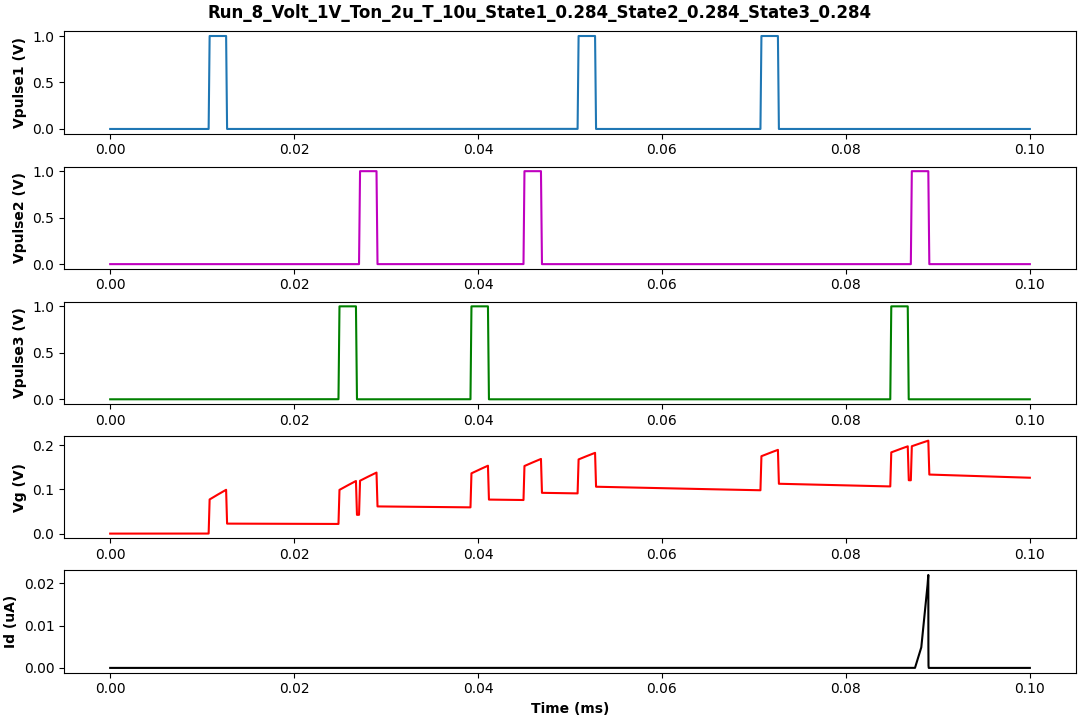 Run_8_Volt_1V_Ton_2u_T_10u_State1_0.284_State2_0.284_State3_0.284
Vpulse1 (V)
1.0
0.5
0.0
0.00 0.02 0.04 0.06 0.08 0.10
Vpulse2 (V)
1.0
0.5
0.0
0.00 0.02 0.04 0.06 0.08 0.10
Vpulse3 (V)
1.0
0.5
0.0
0.00 0.02 0.04 0.06 0.08 0.10
Vg (V)
0.2
0.1
0.0
0.00 0.02 0.04 0.06 0.08 0.10
Id (uA)
0.02
0.01
0.00
0.00 0.02 0.04 0.06 0.08 0.10
Time (ms)